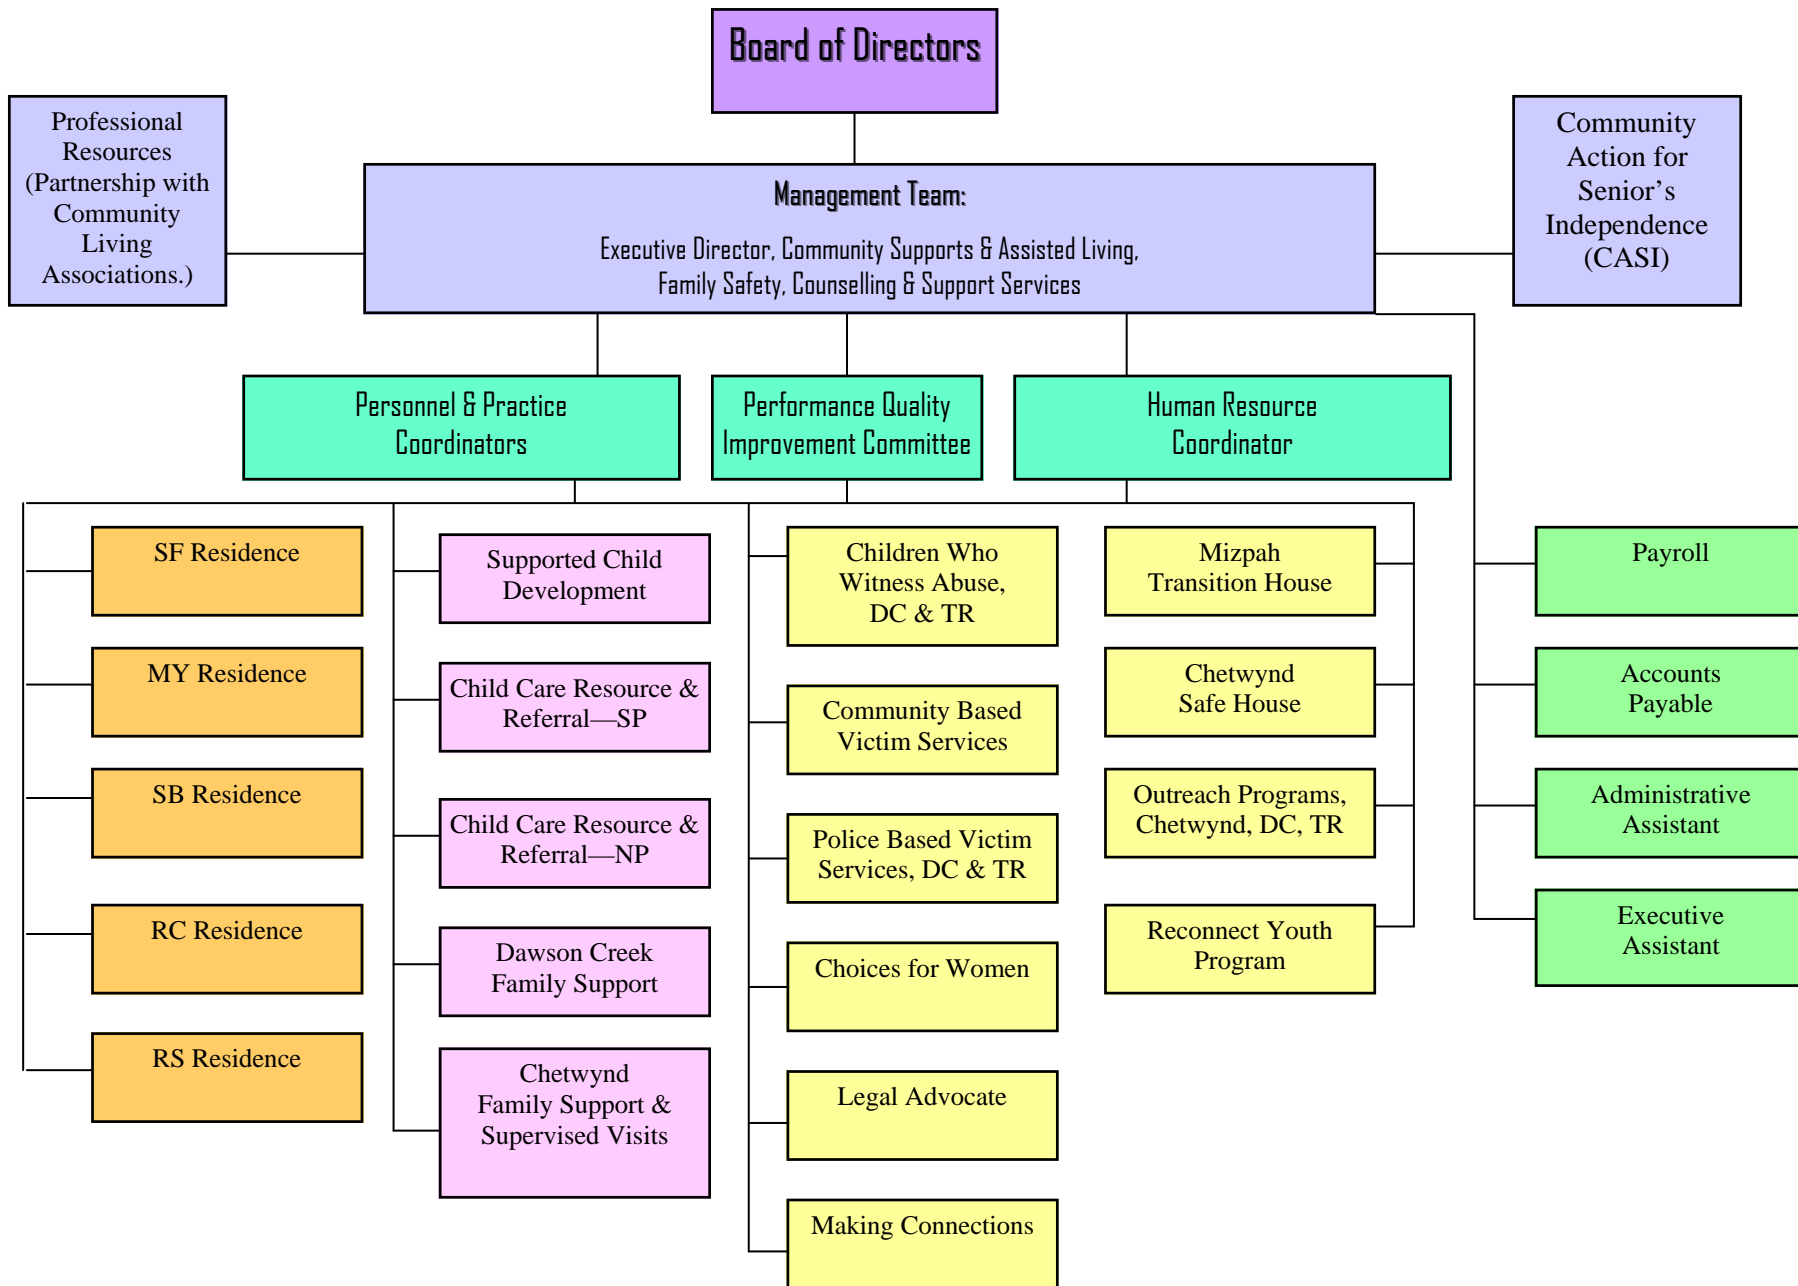 Board of Directors
Professional
Resources
(Partnership with
Community
Living
Associations.)
Management Team:
Executive Director, Community Supports & Assisted Living,
Family Safety, Counselling & Support Services
Community
Action for
Senior’s
Independence
(CASI)
Personnel & Practice
Coordinators
Performance Quality
Improvement Committee
Human Resource
Coordinator
SF Residence
MY Residence
SB Residence
RC Residence
RS Residence
Supported Child
Development
Child Care Resource &
Referral—SP
Child Care Resource &
Referral—NP
Dawson Creek
Family Support
Chetwynd
Family Support &
Supervised Visits
Children Who
Witness Abuse,
DC & TR
Community Based
Victim Services
Police Based Victim
Services, DC & TR
Choices for Women
Legal Advocate
Making Connections
Mizpah
Transition House
Chetwynd
Safe House
Outreach Programs,
Chetwynd, DC, TR
Reconnect Youth
Program
Payroll
Accounts
Payable
Administrative
Assistant
Executive
Assistant